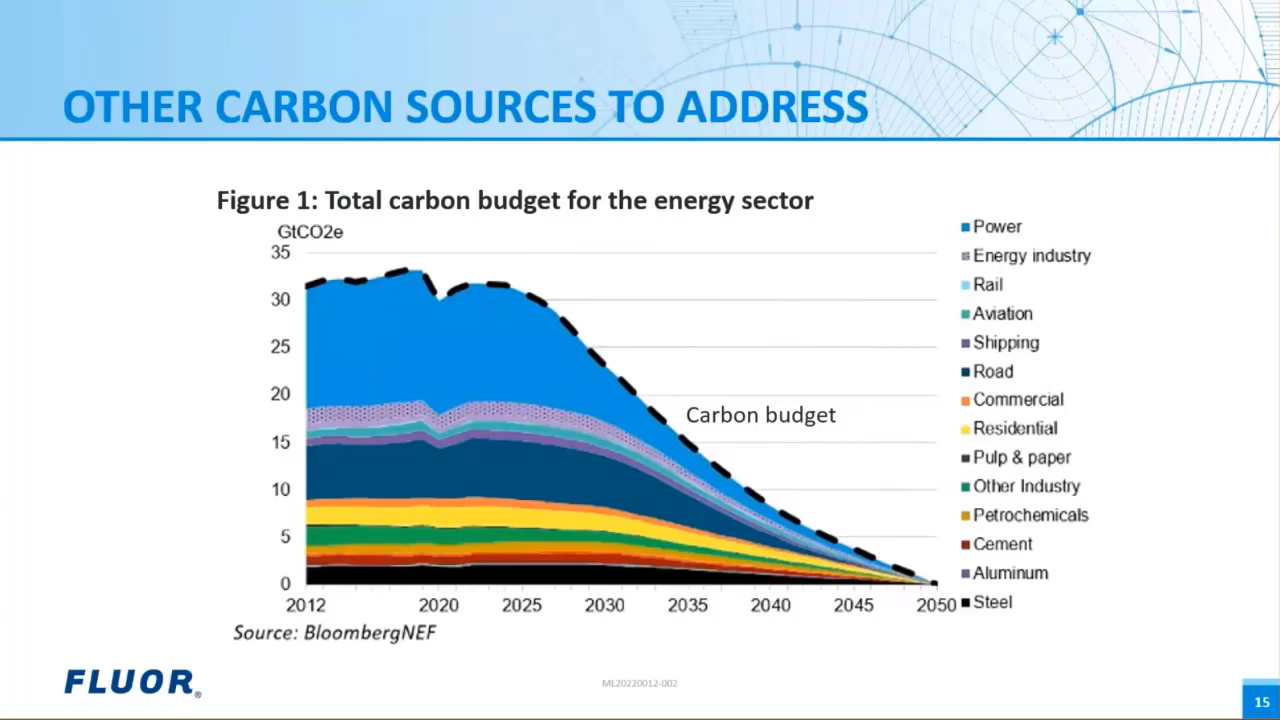 OTHER CARBON SOURCES TO ADDRESS
Figure 1: Total carbon budget for the energy sector
GtCO2e
35
30
25
20
15
10
5
0
Carbon budget
2012 2020 2025 2030 2035 2040 2045 2050
Power
Energy industry
Rail
Aviation
Shipping
Road
Commercial
Residential
Pulp & paper
Other Industry
Petrochemicals
Cement
Aluminum
Steel
Source: BloombergNEF
FLUOR®
ML20220012-002
15